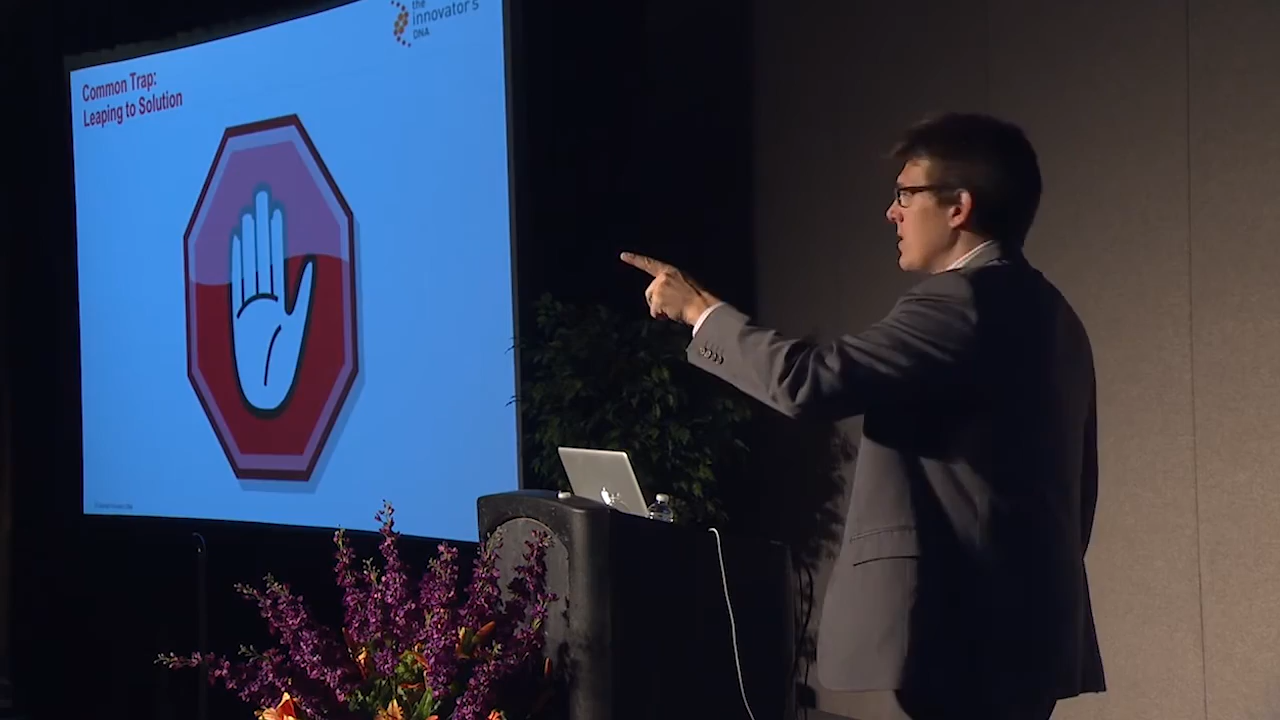 the
innovator's
DNA
Common Trap:
Leaping to Solution